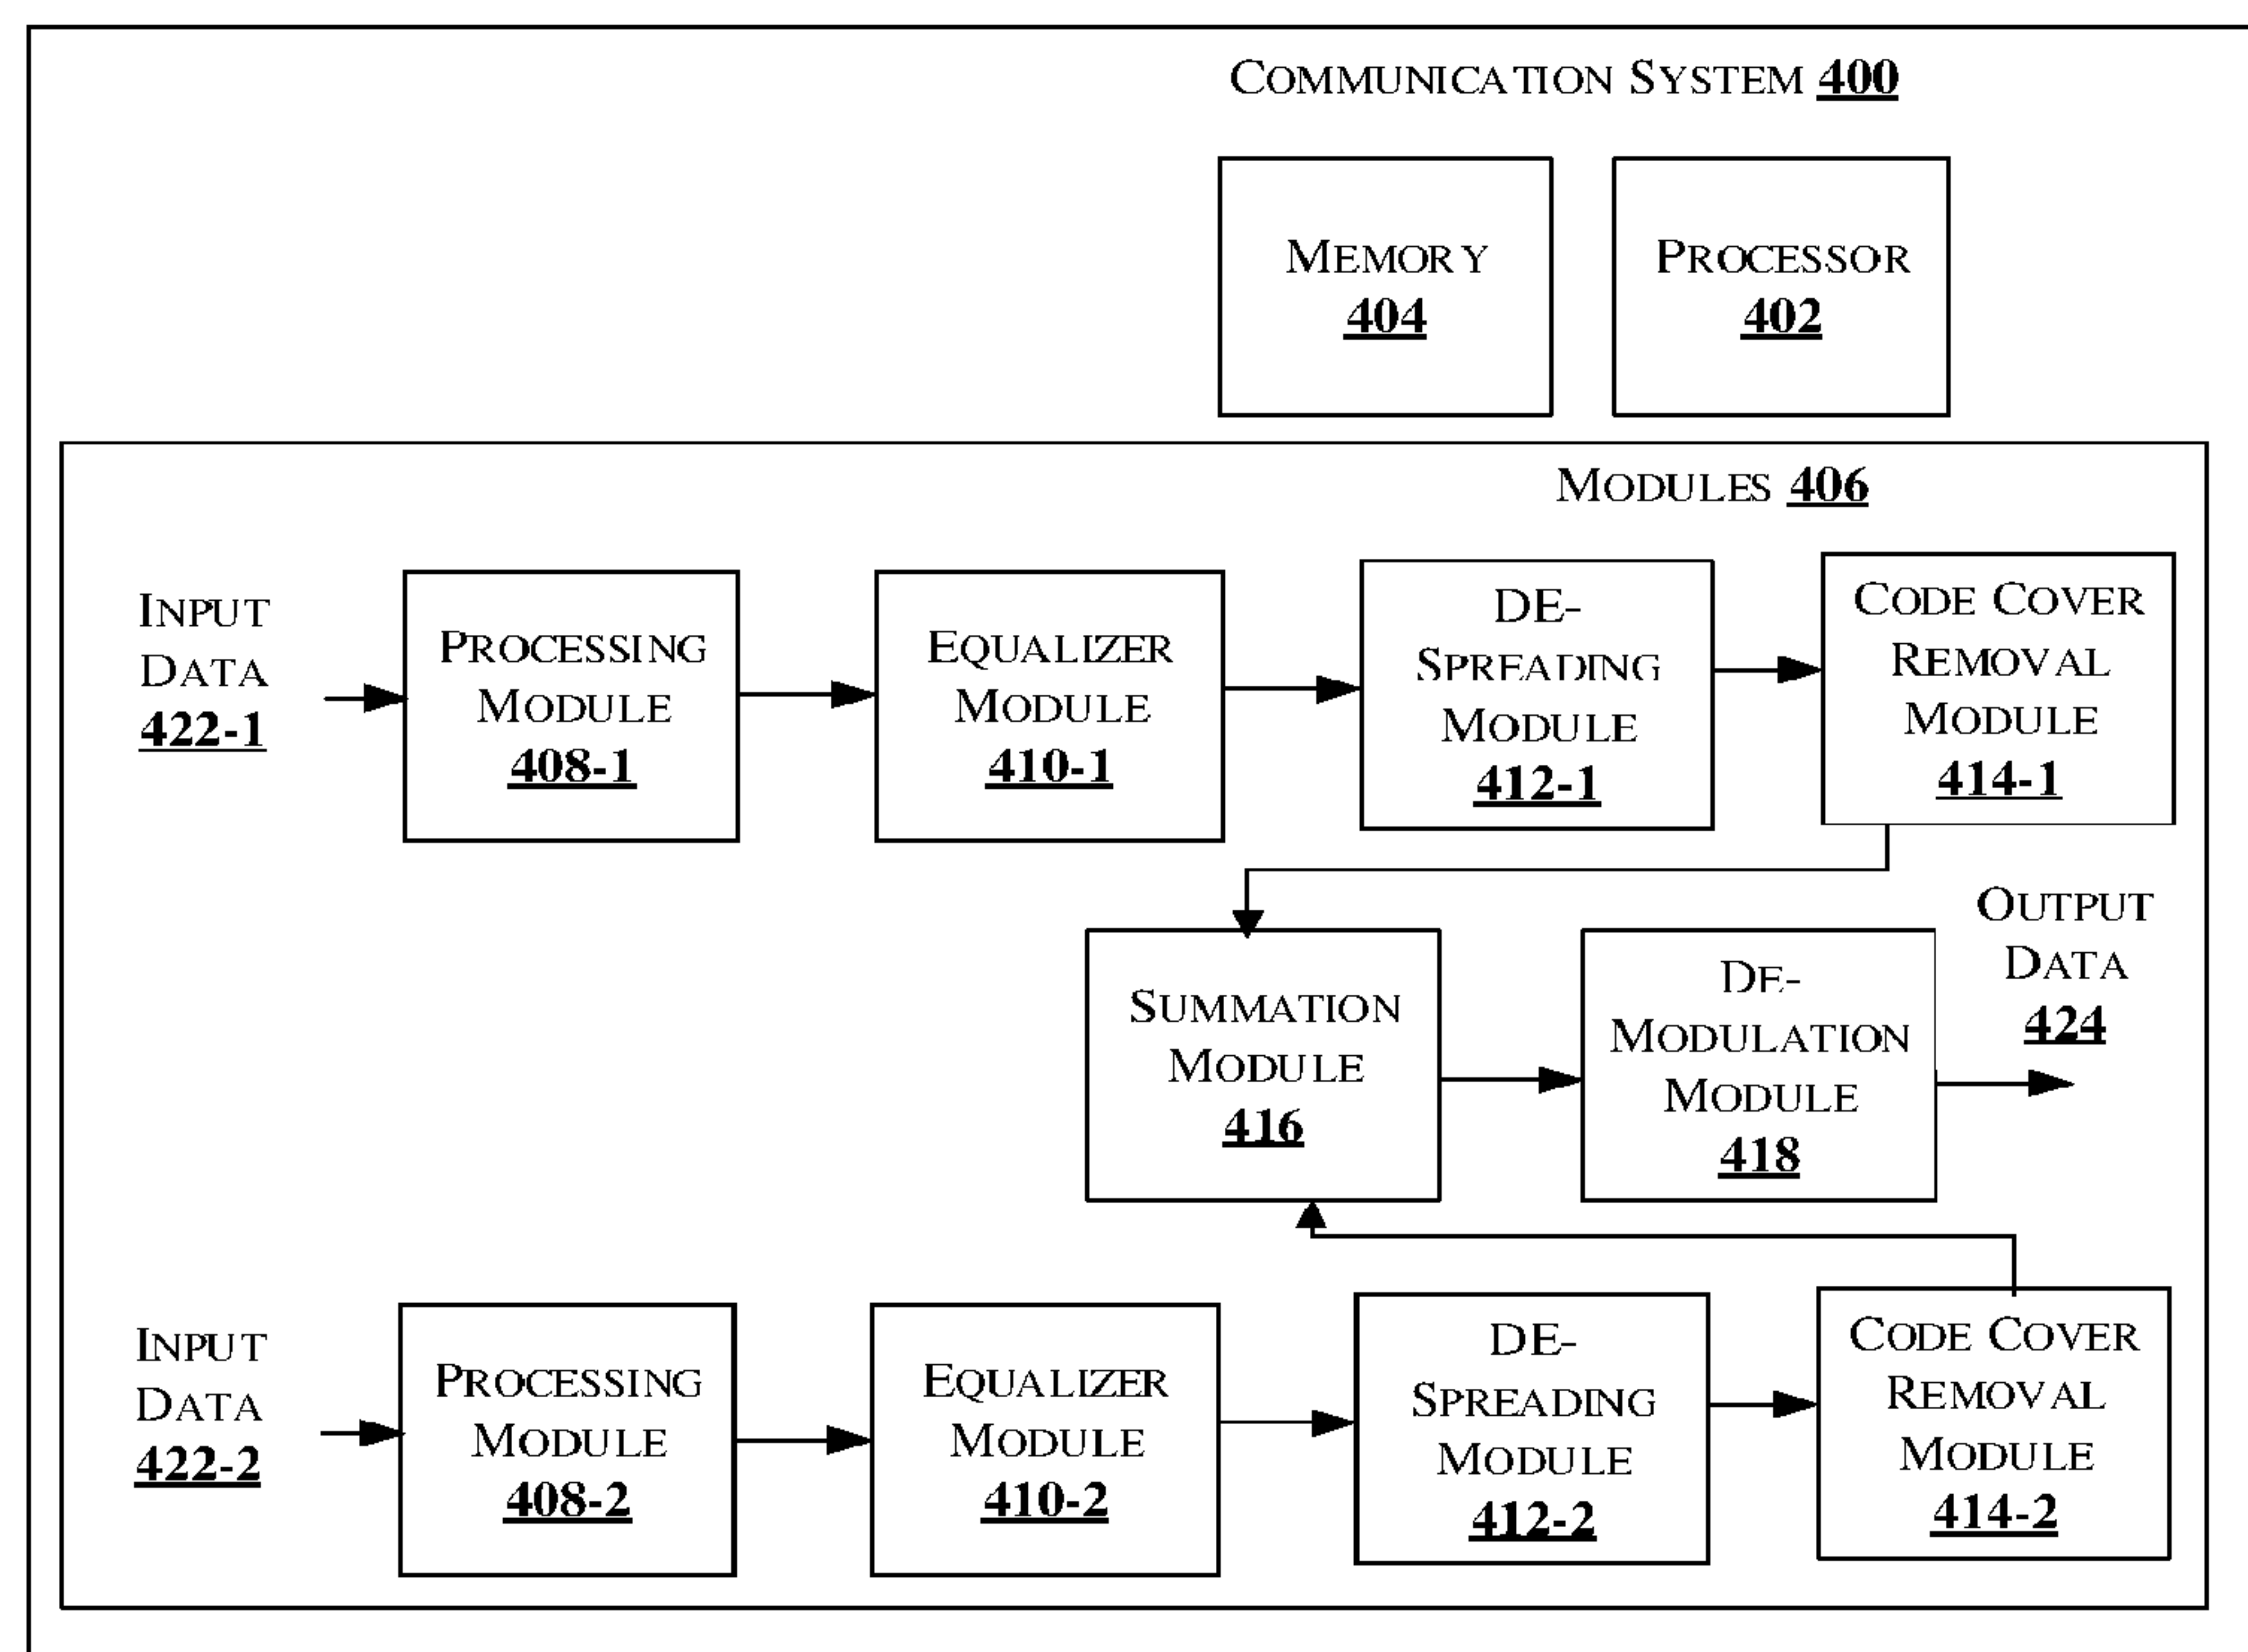 COMMUNICATION SYSTEM 400
MEMORY
404
PROCESSOR
402
MODULES 406
INPUT
DATA
422-1
PROCESSING
MODULE
408-1
EQUALIZER
MODULE
410-1
DE-
SPREADING
MODULE
412-1
CODE COVER
REMOVAL
MODULE
414-1
SUMMATION
MODULE
416
DE-
MODULATION
MODULE
418
OUTPUT
DATA
424
INPUT
DATA
422-2
PROCESSING
MODULE
408-2
EQUALIZER
MODULE
410-2
DE-
SPREADING
MODULE
412-2
CODE COVER
REMOVAL
MODULE
414-2